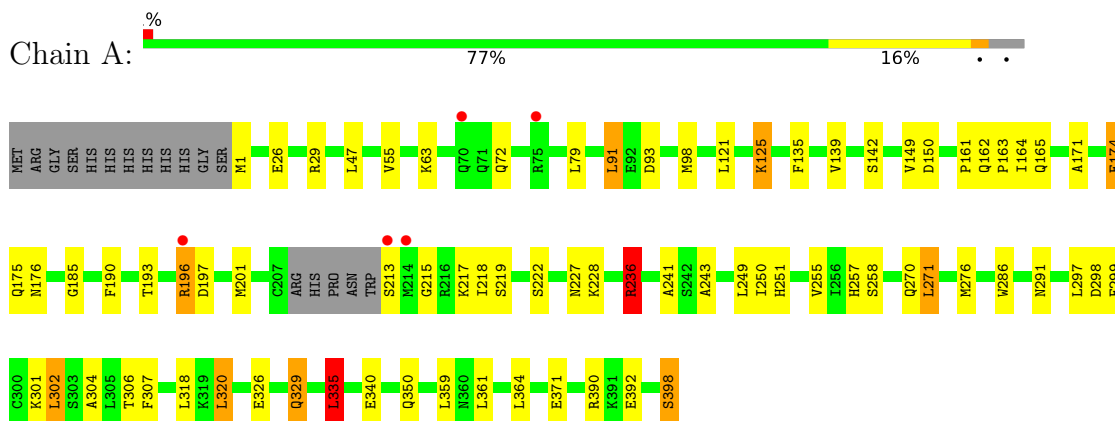 .%
Chain A:
77% 16% . .
MET ARG GLY SER HIS HIS HIS HIS HIS HIS GLY SER M1 E26 R29 L47 V55 K63 Q70 Q71 Q72 R75 L79 L91 E92 D93 M98 L121 K125 F135 V139 S142 V149 D150 P161 Q162 P163 I164 Q165 A171
Q175 N176 G185 F190 T193 R196 D197 M201 C207 ARG HIS PRO ASN TRP S213 M214 G215 R216 K217 I218 S219 S222 N227 K228 R236 A241 S242 A243 L249 I250 H251 V255 I256 H257 S258 Q270 L271 M276 W286 N291 L297 D298
C300 K301 L302 S303 A304 L305 T306 F307 L318 K319 L320 E326 Q329 L335 E340 Q350 L359 N360 L361 L364 E371 R390 K391 E392 S398